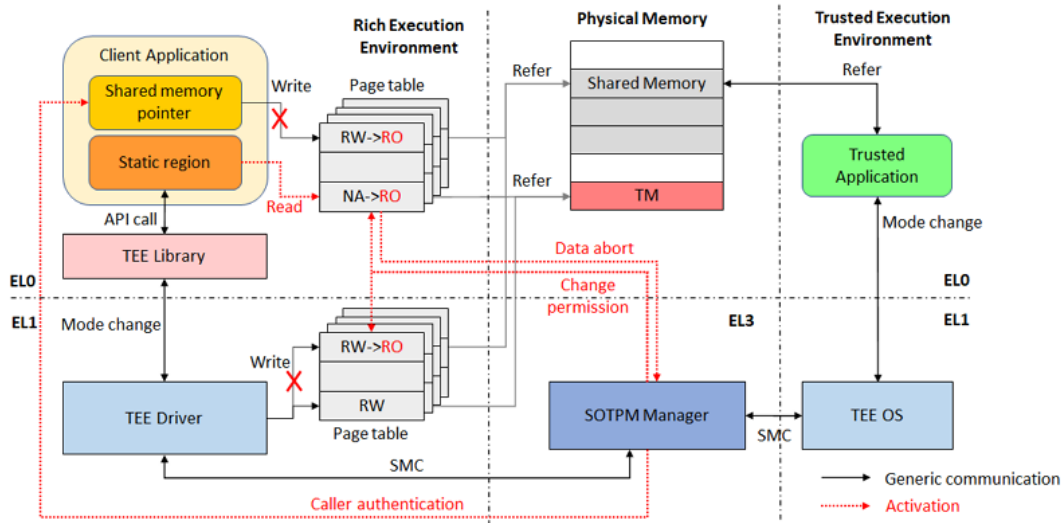 Rich Execution
Environment
Physical Memory
Trusted Execution
Environment
Client Application
Shared memory
pointer
Static region
Write
Page table
RW->RO
NA->RO
Read
Refer
Shared Memory
Refer
TM
Refer
Trusted
Application
API call
TEE Library
Mode change
Data abort
Change
permission
EL0
EL1
EL3
EL0
EL1
Mode change
Write
RW->RO
RW
Page table
TEE Driver
SOTPM Manager
SMC
TEE OS
SMC
Caller authentication
Generic communication
Activation